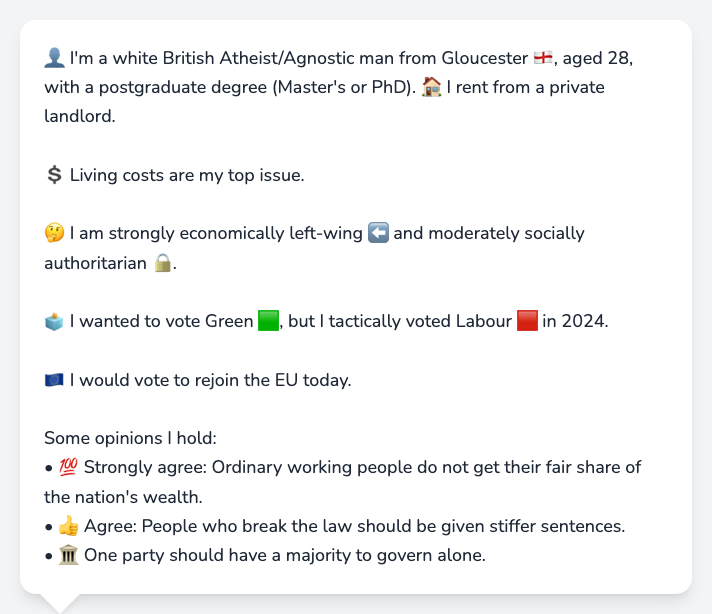 👤 I'm a white British Atheist/Agnostic man from Gloucester 🏴󠁧󠁢󠁥󠁮󠁧󠁿, aged 28,
with a postgraduate degree (Master's or PhD). 🏠 I rent from a private
landlord.
💲 Living costs are my top issue.
🤔 I am strongly economically left-wing ⬅️ and moderately socially
authoritarian 🔒.
🗳️ I wanted to vote Green 🟩, but I tactically voted Labour 🟥 in 2024.
🇪🇺 I would vote to rejoin the EU today.
Some opinions I hold:
• 💯 Strongly agree: Ordinary working people do not get their fair share of
the nation's wealth.
• 👍 Agree: People who break the law should be given stiffer sentences.
• 🏛️ One party should have a majority to govern alone.